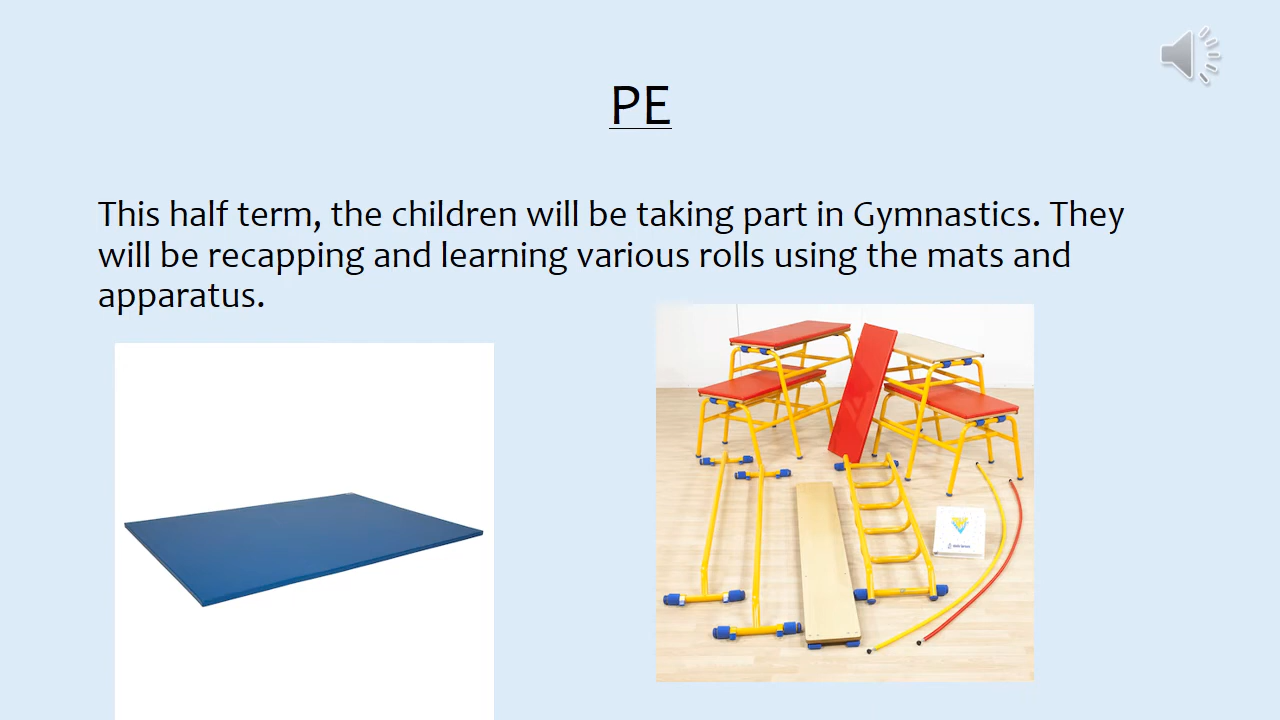 PE
This half term, the children will be taking part in Gymnastics. They
will be recapping and learning various rolls using the mats and
apparatus.